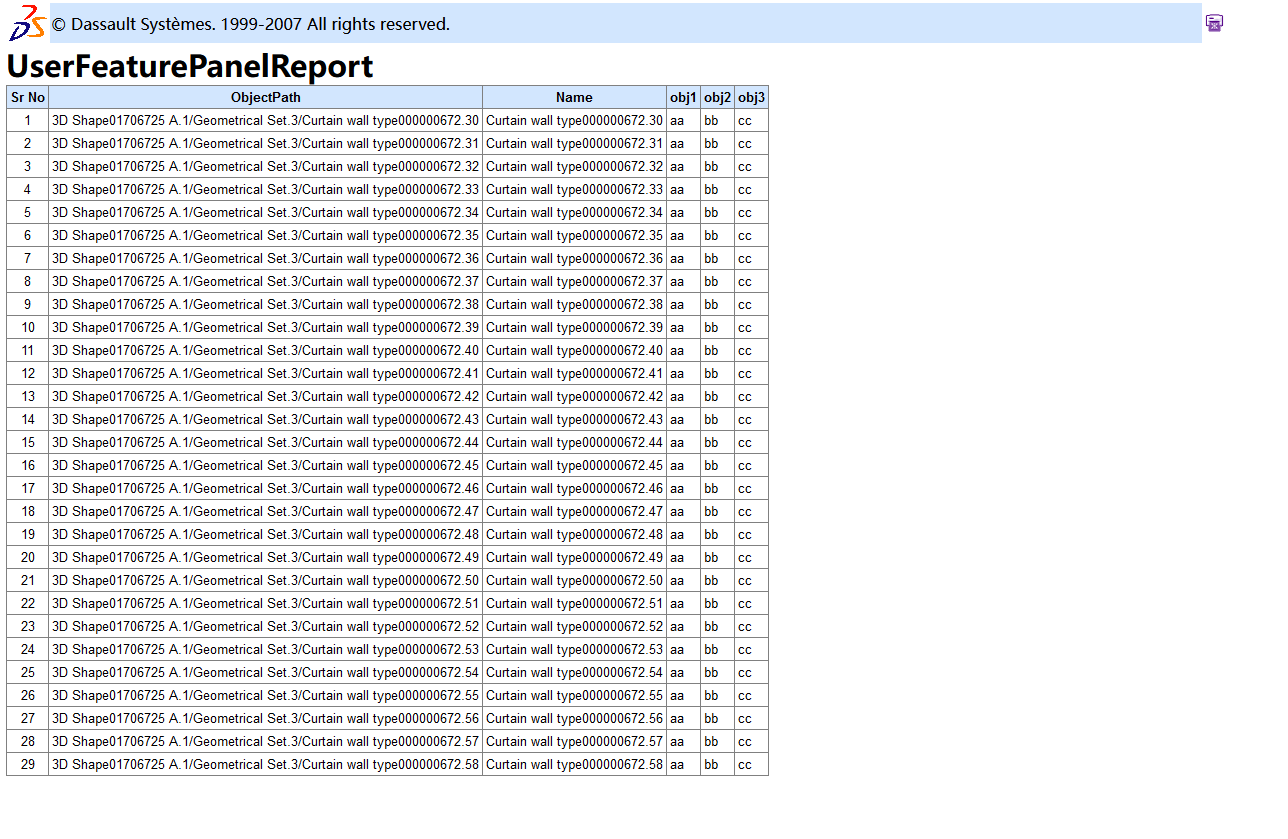 © Dassault Systèmes. 1999-2007 All rights reserved.
UserFeaturePanelReport
Sr No ObjectPath Name obj1 obj2 obj3
1 3D Shape01706725 A.1/Geometrical Set.3/Curtain wall type000000672.30 Curtain wall type000000672.30 aa bb cc
2 3D Shape01706725 A.1/Geometrical Set.3/Curtain wall type000000672.31 Curtain wall type000000672.31 aa bb cc
3 3D Shape01706725 A.1/Geometrical Set.3/Curtain wall type000000672.32 Curtain wall type000000672.32 aa bb cc
4 3D Shape01706725 A.1/Geometrical Set.3/Curtain wall type000000672.33 Curtain wall type000000672.33 aa bb cc
5 3D Shape01706725 A.1/Geometrical Set.3/Curtain wall type000000672.34 Curtain wall type000000672.34 aa bb cc
6 3D Shape01706725 A.1/Geometrical Set.3/Curtain wall type000000672.35 Curtain wall type000000672.35 aa bb cc
7 3D Shape01706725 A.1/Geometrical Set.3/Curtain wall type000000672.36 Curtain wall type000000672.36 aa bb cc
8 3D Shape01706725 A.1/Geometrical Set.3/Curtain wall type000000672.37 Curtain wall type000000672.37 aa bb cc
9 3D Shape01706725 A.1/Geometrical Set.3/Curtain wall type000000672.38 Curtain wall type000000672.38 aa bb cc
10 3D Shape01706725 A.1/Geometrical Set.3/Curtain wall type000000672.39 Curtain wall type000000672.39 aa bb cc
11 3D Shape01706725 A.1/Geometrical Set.3/Curtain wall type000000672.40 Curtain wall type000000672.40 aa bb cc
12 3D Shape01706725 A.1/Geometrical Set.3/Curtain wall type000000672.41 Curtain wall type000000672.41 aa bb cc
13 3D Shape01706725 A.1/Geometrical Set.3/Curtain wall type000000672.42 Curtain wall type000000672.42 aa bb cc
14 3D Shape01706725 A.1/Geometrical Set.3/Curtain wall type000000672.43 Curtain wall type000000672.43 aa bb cc
15 3D Shape01706725 A.1/Geometrical Set.3/Curtain wall type000000672.44 Curtain wall type000000672.44 aa bb cc
16 3D Shape01706725 A.1/Geometrical Set.3/Curtain wall type000000672.45 Curtain wall type000000672.45 aa bb cc
17 3D Shape01706725 A.1/Geometrical Set.3/Curtain wall type000000672.46 Curtain wall type000000672.46 aa bb cc
18 3D Shape01706725 A.1/Geometrical Set.3/Curtain wall type000000672.47 Curtain wall type000000672.47 aa bb cc
19 3D Shape01706725 A.1/Geometrical Set.3/Curtain wall type000000672.48 Curtain wall type000000672.48 aa bb cc
20 3D Shape01706725 A.1/Geometrical Set.3/Curtain wall type000000672.49 Curtain wall type000000672.49 aa bb cc
21 3D Shape01706725 A.1/Geometrical Set.3/Curtain wall type000000672.50 Curtain wall type000000672.50 aa bb cc
22 3D Shape01706725 A.1/Geometrical Set.3/Curtain wall type000000672.51 Curtain wall type000000672.51 aa bb cc
23 3D Shape01706725 A.1/Geometrical Set.3/Curtain wall type000000672.52 Curtain wall type000000672.52 aa bb cc
24 3D Shape01706725 A.1/Geometrical Set.3/Curtain wall type000000672.53 Curtain wall type000000672.53 aa bb cc
25 3D Shape01706725 A.1/Geometrical Set.3/Curtain wall type000000672.54 Curtain wall type000000672.54 aa bb cc
26 3D Shape01706725 A.1/Geometrical Set.3/Curtain wall type000000672.55 Curtain wall type000000672.55 aa bb cc
27 3D Shape01706725 A.1/Geometrical Set.3/Curtain wall type000000672.56 Curtain wall type000000672.56 aa bb cc
28 3D Shape01706725 A.1/Geometrical Set.3/Curtain wall type000000672.57 Curtain wall type000000672.57 aa bb cc
29 3D Shape01706725 A.1/Geometrical Set.3/Curtain wall type000000672.58 Curtain wall type000000672.58 aa bb cc